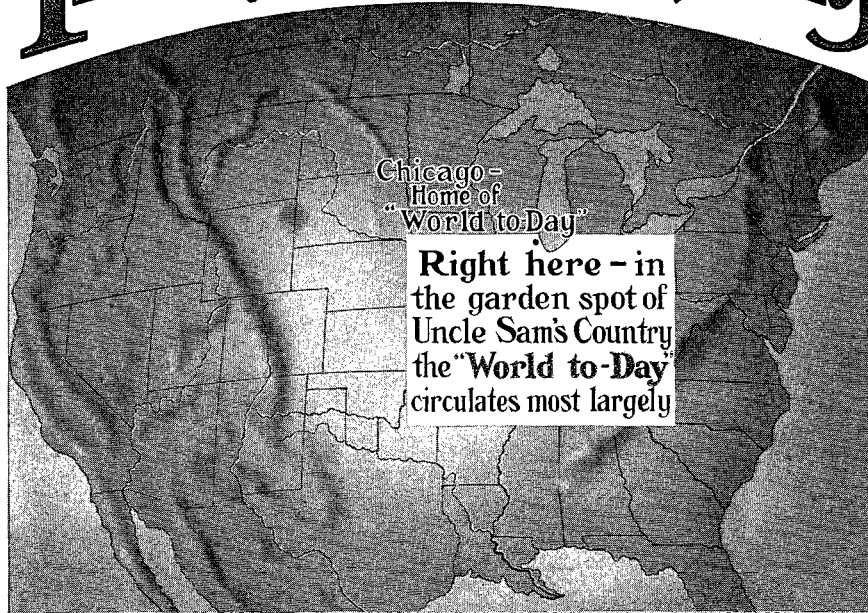 Chicago-
Home of
"World to-Day"
Right here - in
the garden spot of
Uncle Sam's Country
the "World to-Day"
circulates most largely